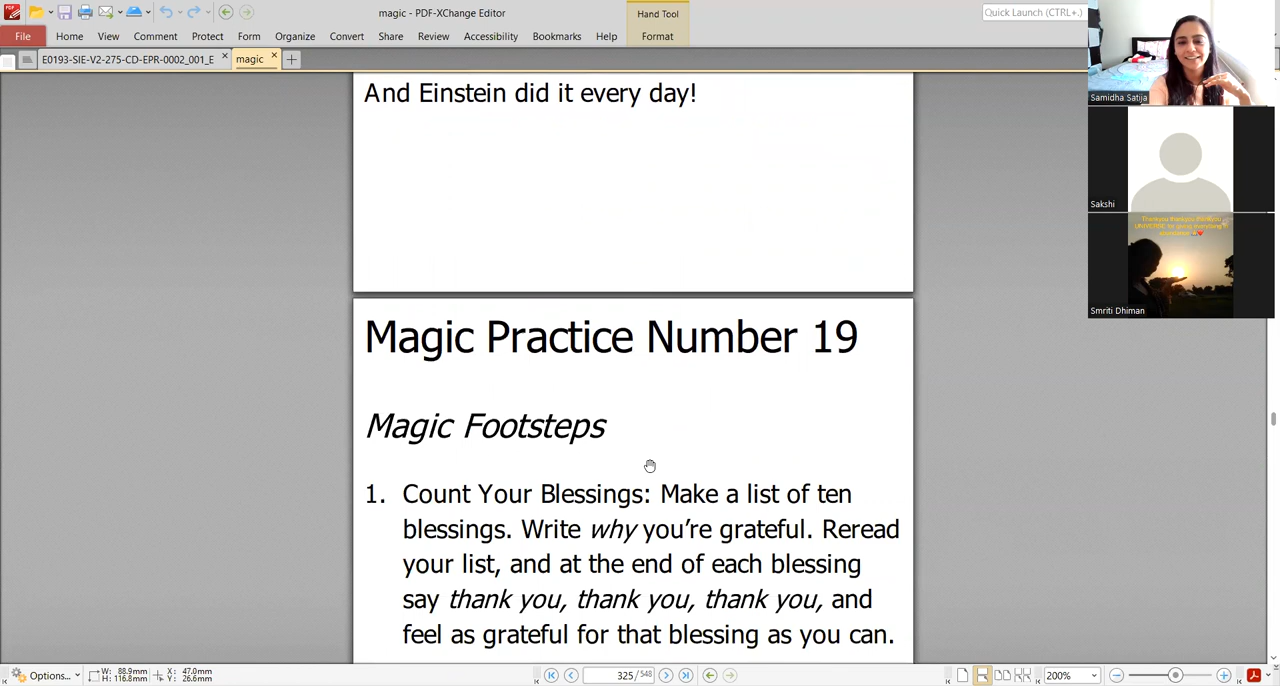 magic - PDF-XChange Editor
Hand Tool
Quick Launch (CTRL+.)
File Home View Comment Protect Form Organize Convert Share Review Accessibility Bookmarks Help Format
E0193-SIE-V2-275-CD-EPR-0002_001_E
magic
And Einstein did it every day!
Magic Practice Number 19
Magic Footsteps
1. Count Your Blessings: Make a list of ten
blessings. Write why you're grateful. Reread
your list, and at the end of each blessing
say thank you, thank you, thank you, and
feel as grateful for that blessing as you can.
Samidha Satija
Sakshi
UNIVERSE for
Smriti Dhiman
Options...
W: 88.9mm
H: 116.8mm
X: 47.0mm
Y: 26.6mm
325 / 548
200%